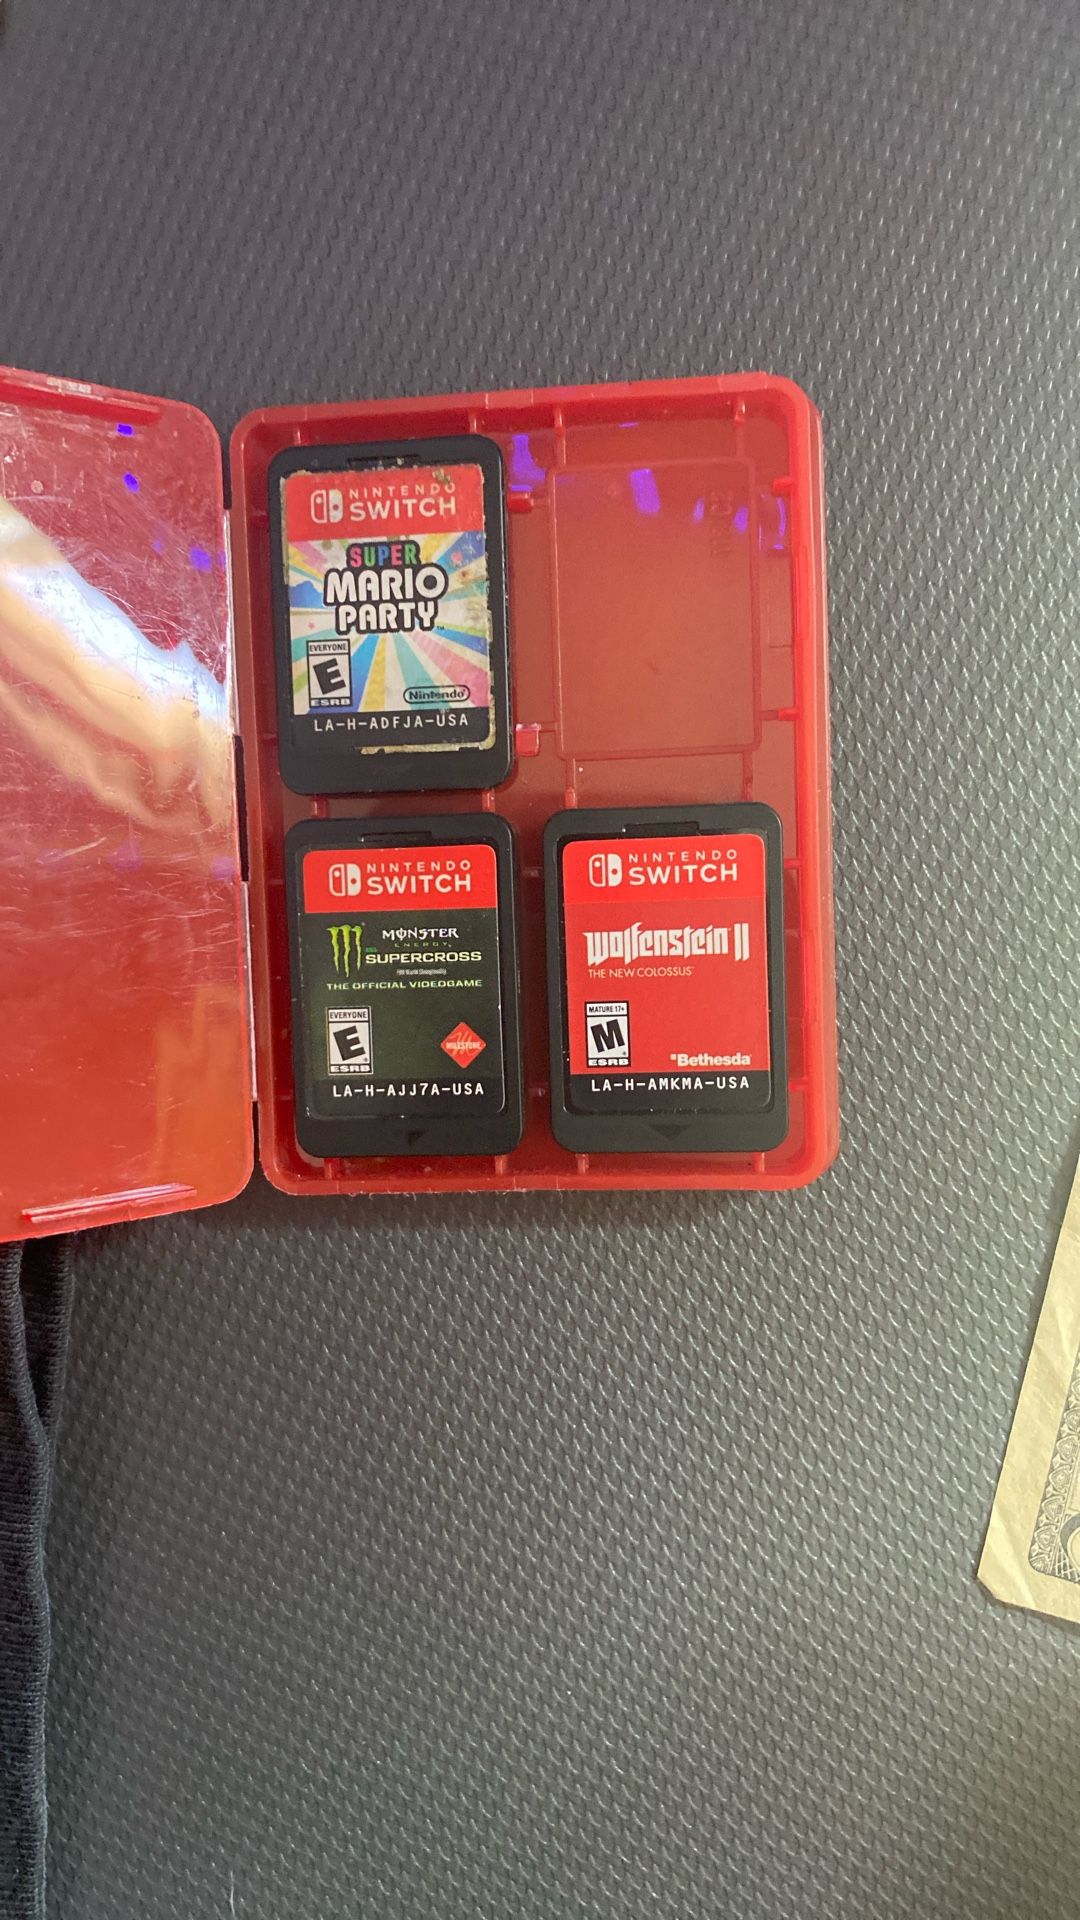 NINTENDO
SWITCH
SUPER
MARIO
PARTY
EVERYONE
E
ESRB
Nintendo
LA-H-ADFJA-USA
NINTENDO
SWITCH
MONSTER
ENERGY
SUPERCROSS
THE OFFICIAL VIDEOGAME
EVERYONE
E
ESRB
MILESTONE
LA-H-AJJ7A-USA
NINTENDO
SWITCH
Wolfenstein II
THE NEW COLOSSUS
MATURE 17+
M
ESRB
Bethesda
LA-H-AMKMA-USA